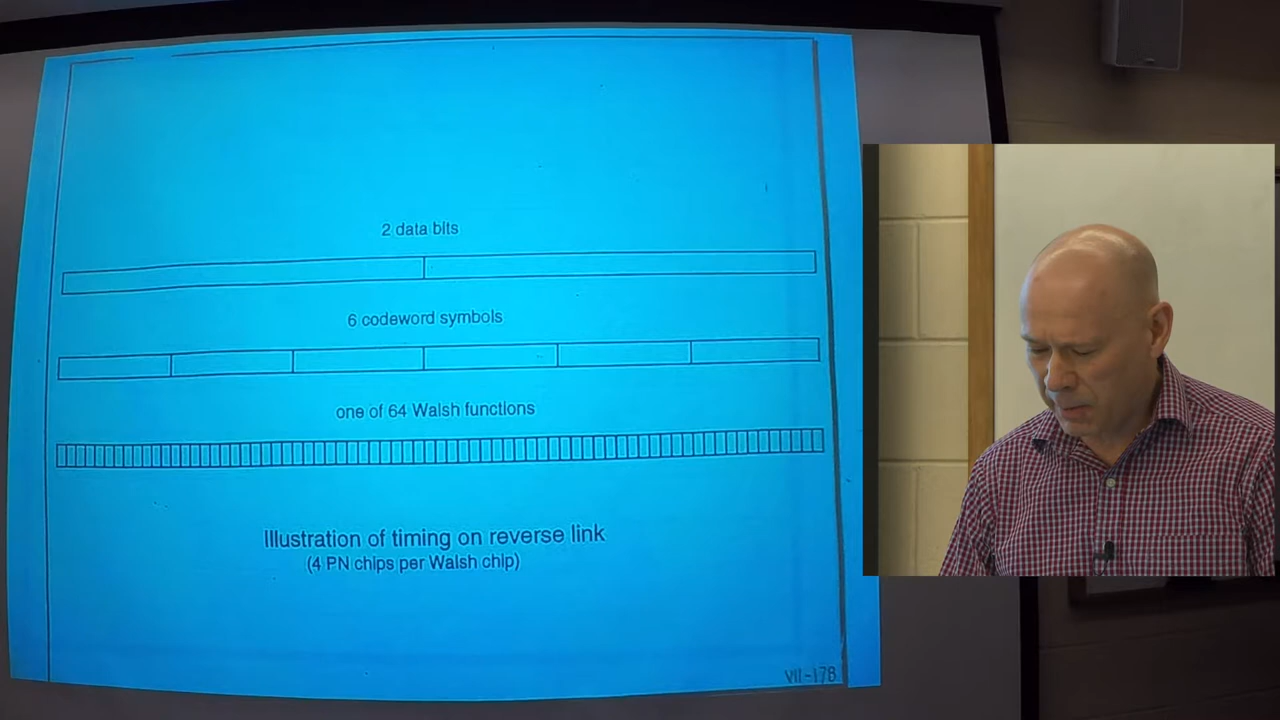 2 data bits
6 codeword symbols
one of 64 Walsh functions
Illustration of timing on reverse link
(4 PN chips per Walsh chip)
VII-178